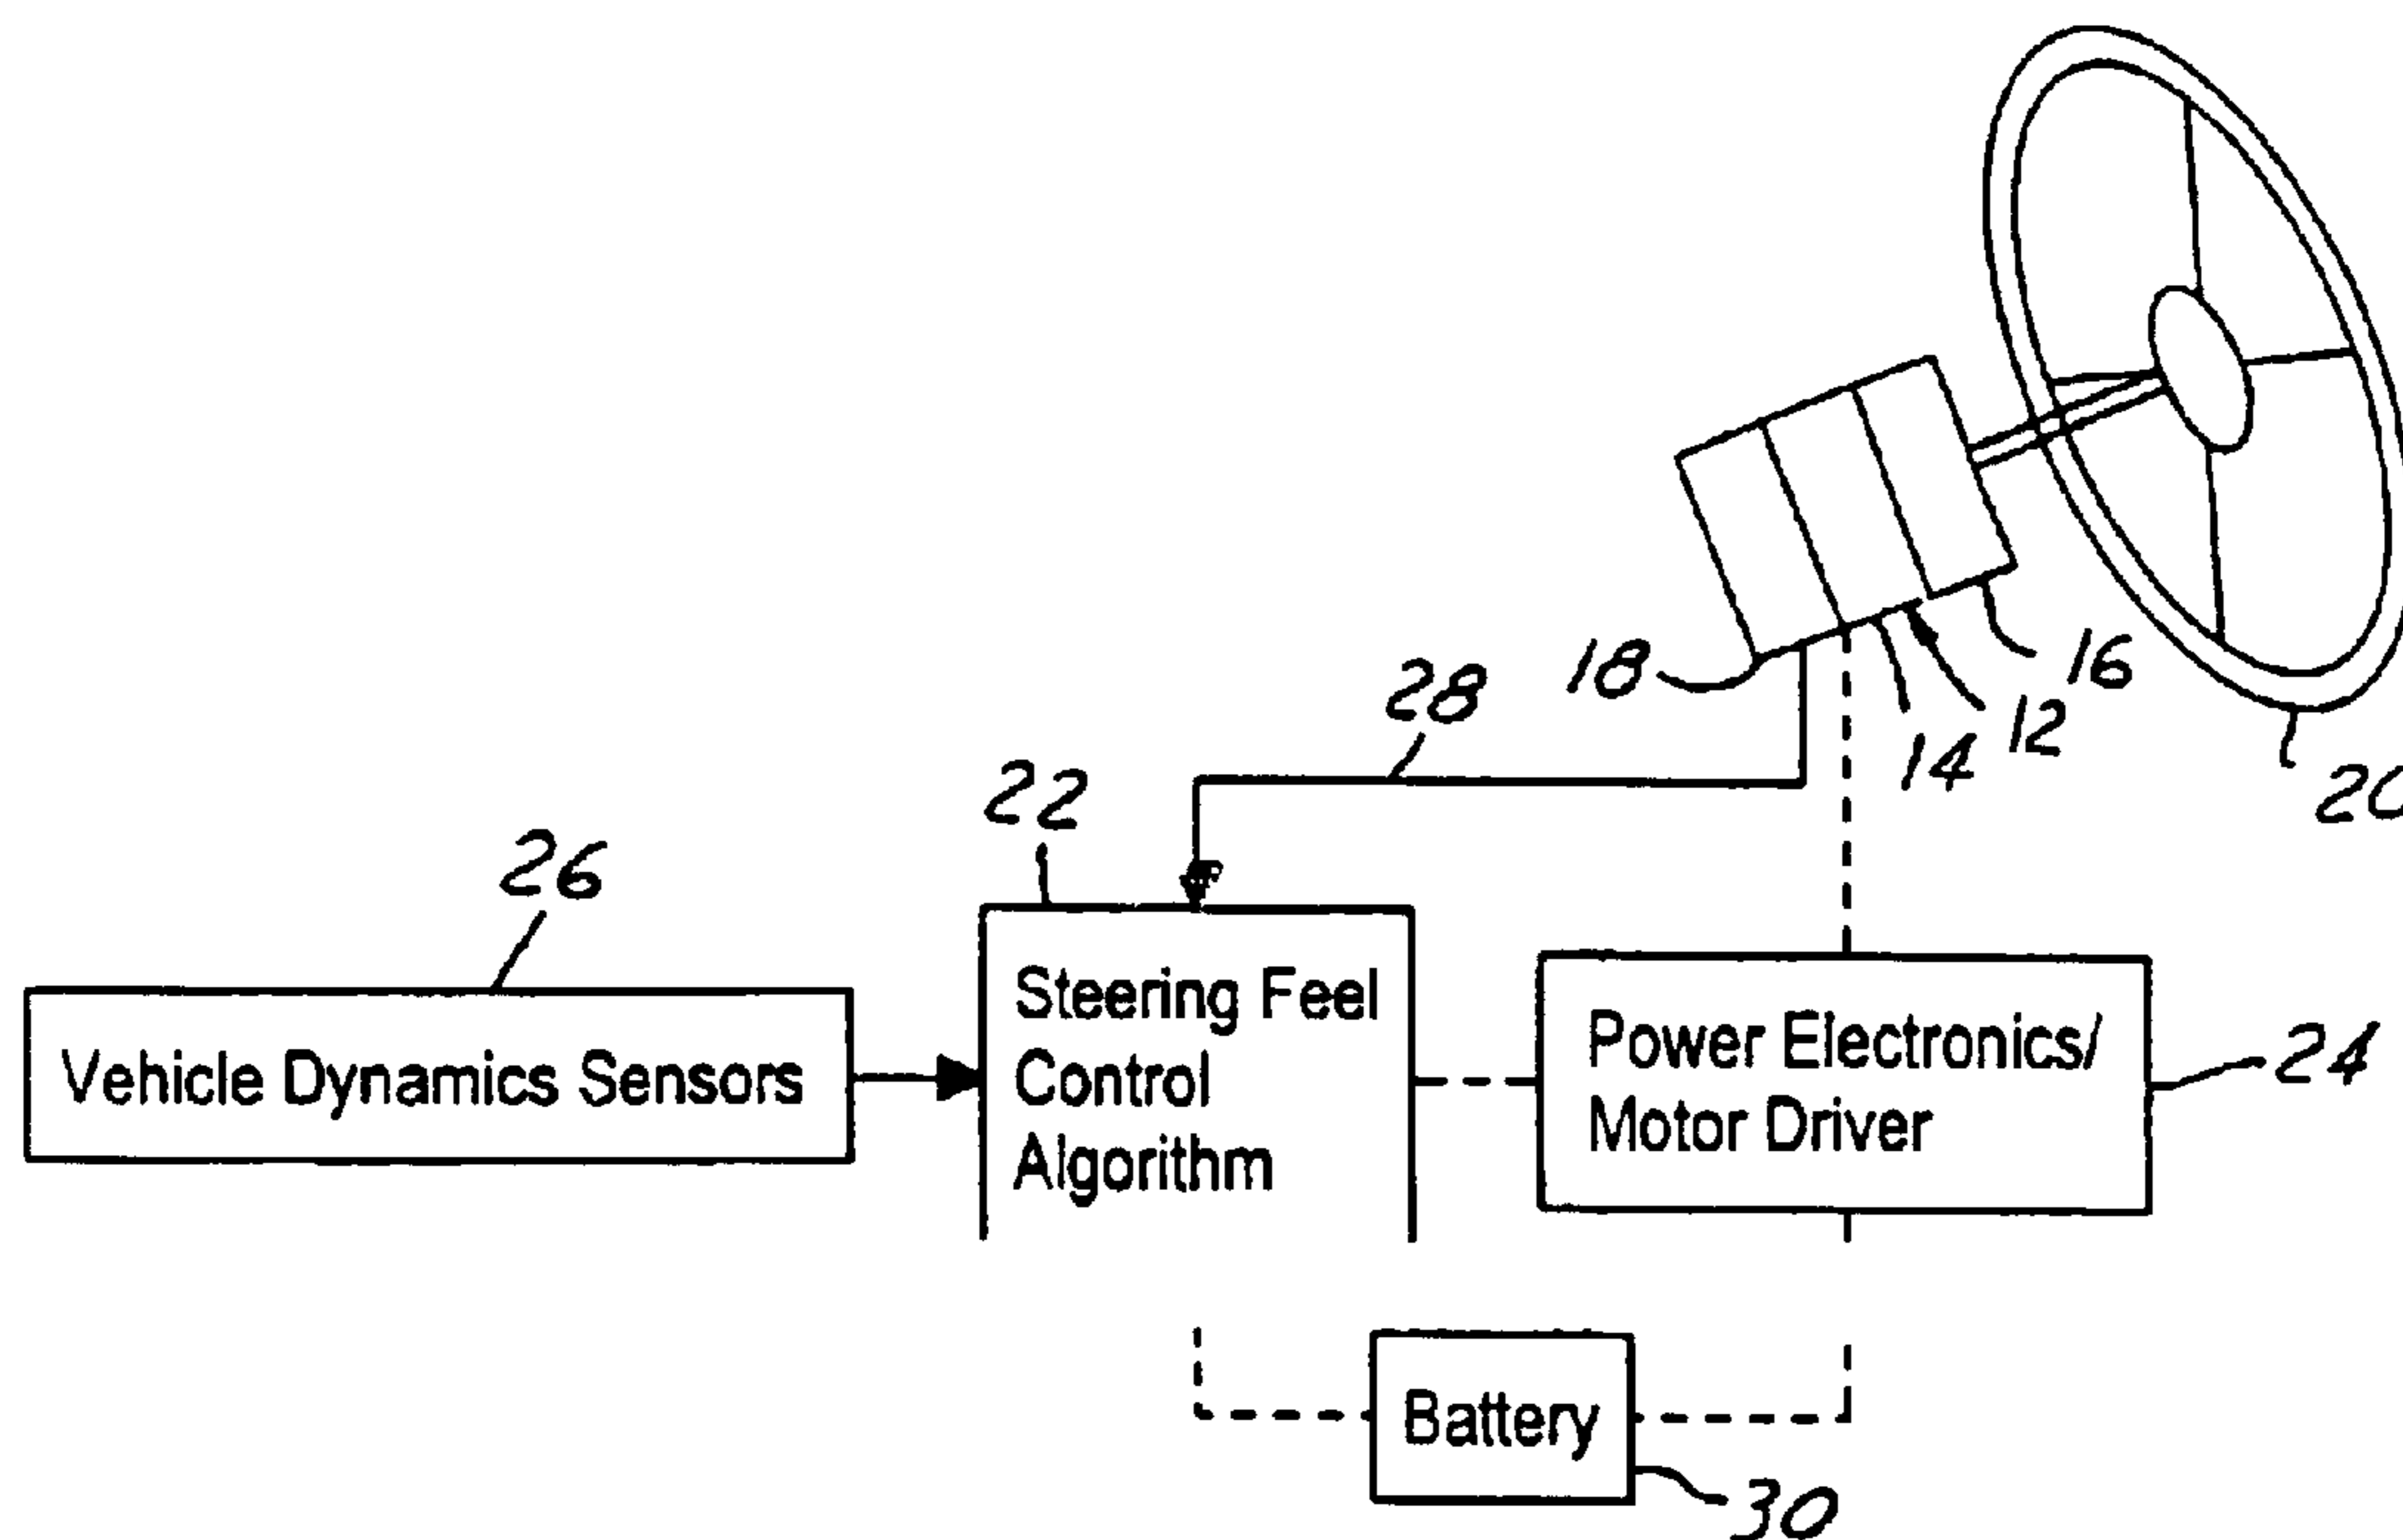 18
16
28
12
14
20
22
26
Steering Feel
Control
Algorithm
Vehicle Dynamics Sensors
Power Electronics/
Motor Driver
24
Battery
30